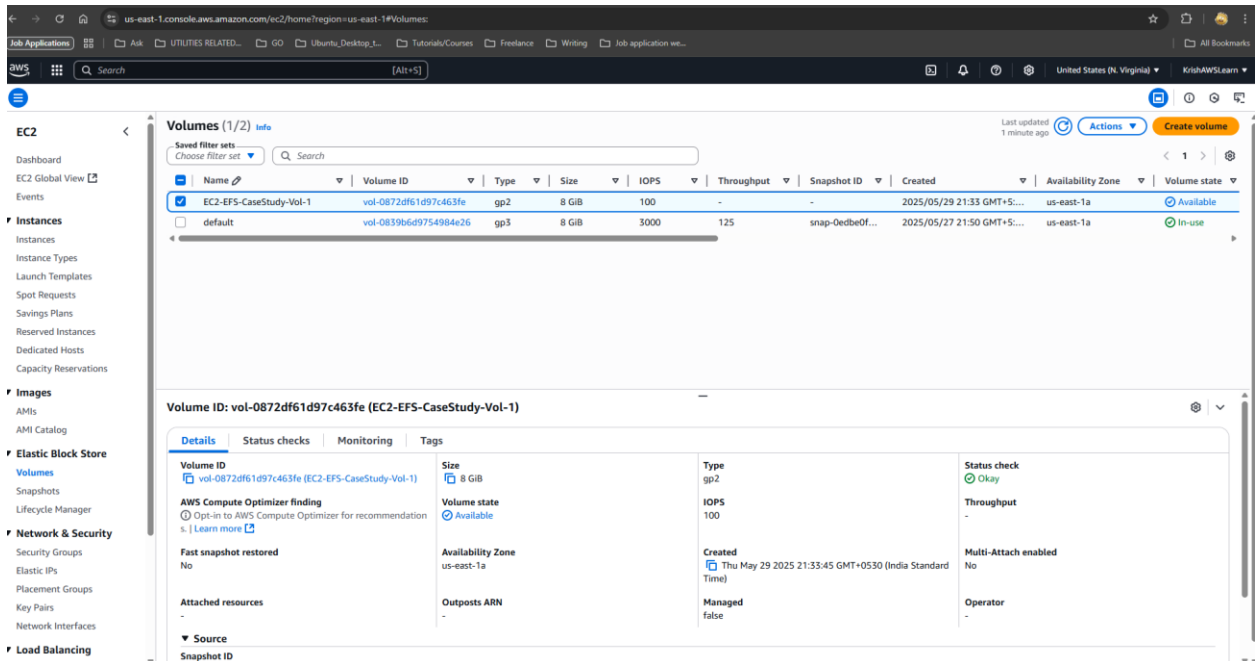 us-east-1.console.aws.amazon.com/ec2/home?region=us-east-1#Volumes:
Job Applications Ask UTILITIES RELATED... GO Ubuntu_Desktop_t... Tutorials/Courses Freelance Writing Job application we... All Bookmarks
aws Search [Alt+S] United States (N. Virginia) KrishAWSLearn
EC2
Dashboard
EC2 Global View
Events
Instances
Instances
Instance Types
Launch Templates
Spot Requests
Savings Plans
Reserved Instances
Dedicated Hosts
Capacity Reservations
Images
AMIs
AMI Catalog
Elastic Block Store
Volumes
Snapshots
Lifecycle Manager
Network & Security
Security Groups
Elastic IPs
Placement Groups
Key Pairs
Network Interfaces
Load Balancing
Volumes (1/2) Info
Last updated
1 minute ago
Actions
Create volume
Saved filter sets
Choose filter set Search
1
Name Volume ID Type Size IOPS Throughput Snapshot ID Created Availability Zone Volume state
EC2-EFS-CaseStudy-Vol-1 vol-0872df61d97c463fe gp2 8 GiB 100 - - 2025/05/29 21:33 GMT+5:... us-east-1a Available
default vol-0839b6d9754984e26 gp3 8 GiB 3000 125 snap-0edbe0f... 2025/05/27 21:50 GMT+5:... us-east-1a In-use
Volume ID: vol-0872df61d97c463fe (EC2-EFS-CaseStudy-Vol-1)
Details Status checks Monitoring Tags
Volume ID Size Type Status check
vol-0872df61d97c463fe (EC2-EFS-CaseStudy-Vol-1) 8 GiB gp2 Okay
AWS Compute Optimizer finding Volume state IOPS Throughput
Opt-in to AWS Compute Optimizer for recommendation Available 100 -
s. | Learn more
Fast snapshot restored Availability Zone Created Multi-Attach enabled
No us-east-1a Thu May 29 2025 21:33:45 GMT+0530 (India Standard No
Time)
Attached resources Outposts ARN Managed Operator
- - false -
Source
Snapshot ID